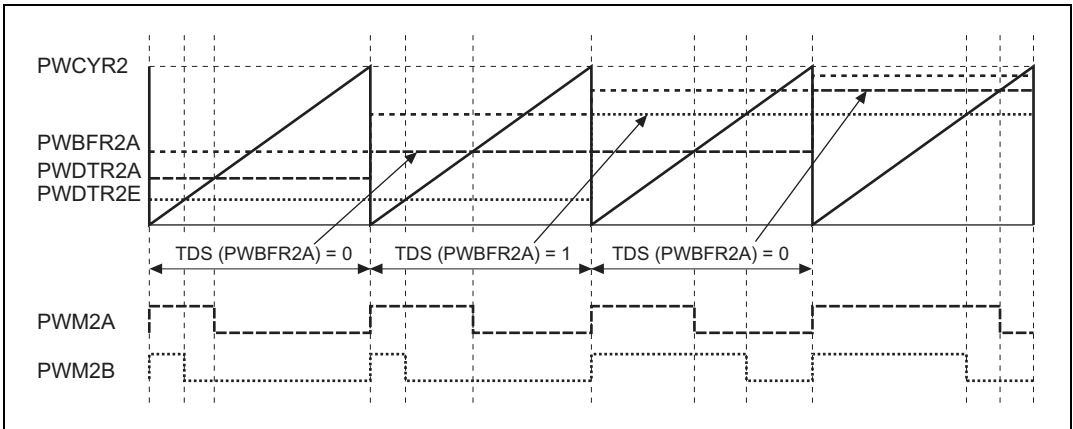 PWCYR2
PWBFR2A
PWDTR2A
PWDTR2E
TDS (PWBFR2A) = 0
TDS (PWBFR2A) = 1
TDS (PWBFR2A) = 0
PWM2A
PWM2B